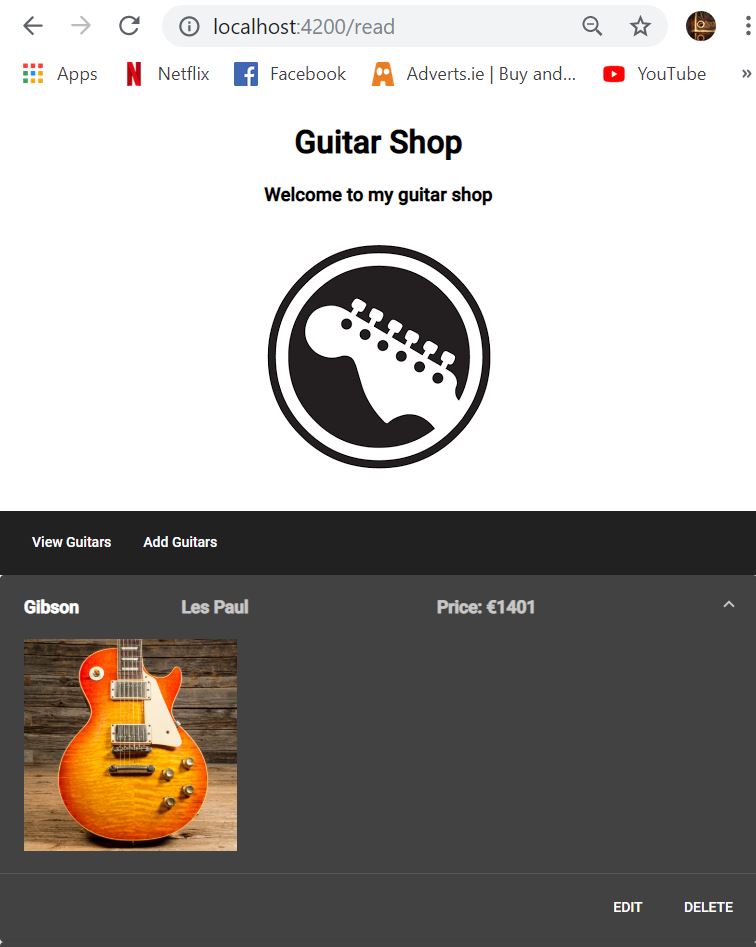 localhost:4200/read
Apps Netflix Facebook Adverts.ie | Buy and... YouTube »
Guitar Shop
Welcome to my guitar shop
View Guitars Add Guitars
Gibson Les Paul Price: €1401
EDIT DELETE